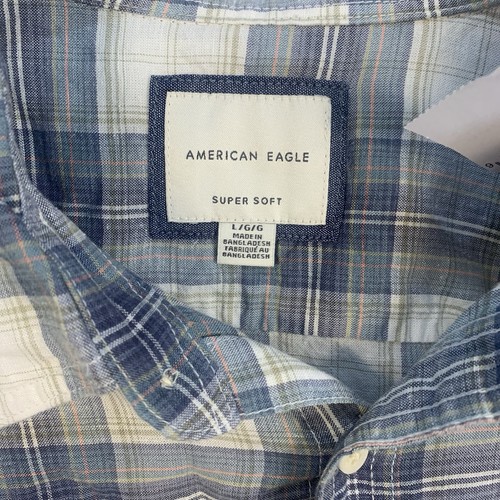 AMERICAN EAGLE
SUPER SOFT
L/G/G
MADE IN
BANGLADESH
FABRIQUÉ AU
BANGLADESH